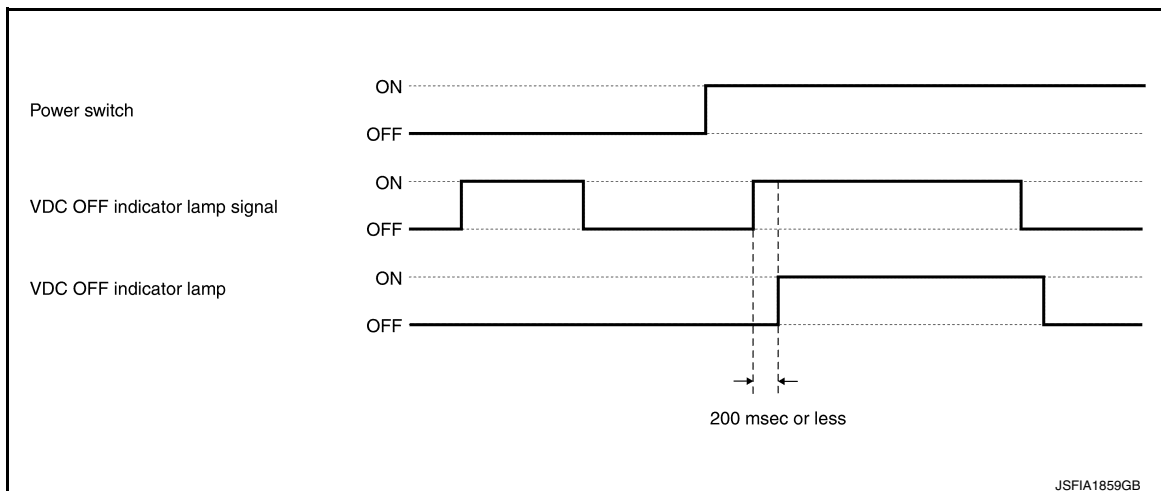 ON
Power switch
OFF
ON
VDC OFF indicator lamp signal
OFF
ON
VDC OFF indicator lamp
OFF
200 msec or less
JSFIA1859GB